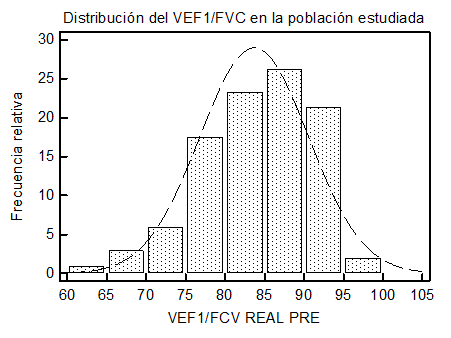 Distribución del VEF1/FVC en la población estudiada
Frecuencia relativa
30
25
20
15
10
5
0
60 65 70 75 80 85 90 95 100 105
VEF1/FCV REAL PRE